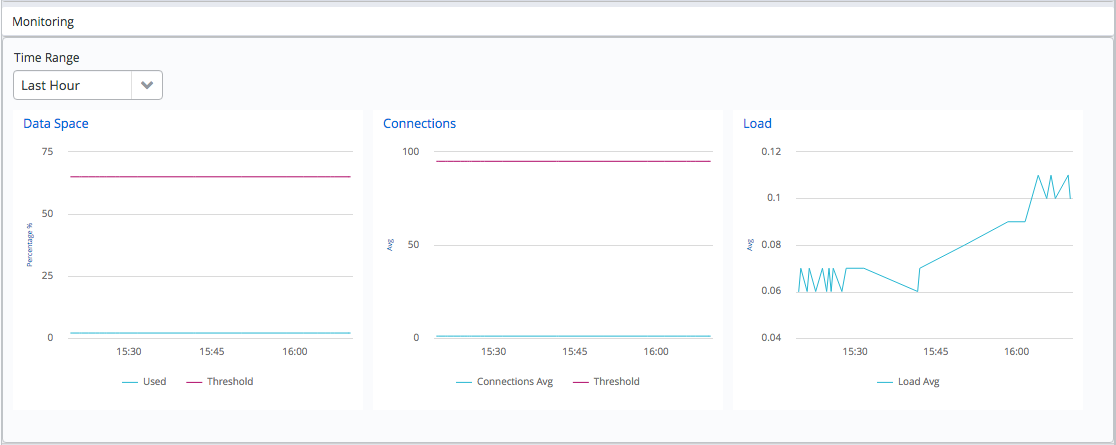 Monitoring
Time Range
Last Hour
Data Space
75
50
25
0
Percentage %
15:30 15:45 16:00
Used Threshold
Connections
100
50
0
Avg
15:30 15:45 16:00
Connections Avg Threshold
Load
0.12
0.1
0.08
0.06
0.04
Avg
15:30 15:45 16:00
Load Avg